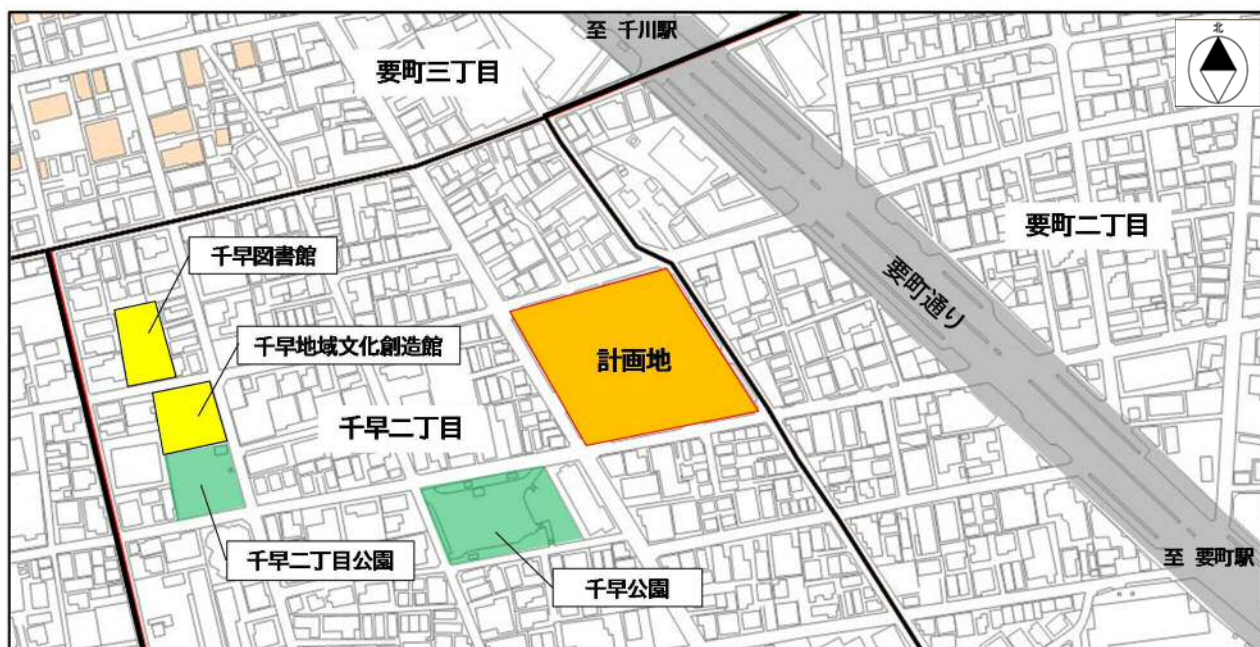 至 千川駅
北
要町三丁目
要町二丁目
千早図書館
要町通り
千早地域文化創造館
計画地
千早二丁目
千早二丁目公園
至 要町駅
千早公園